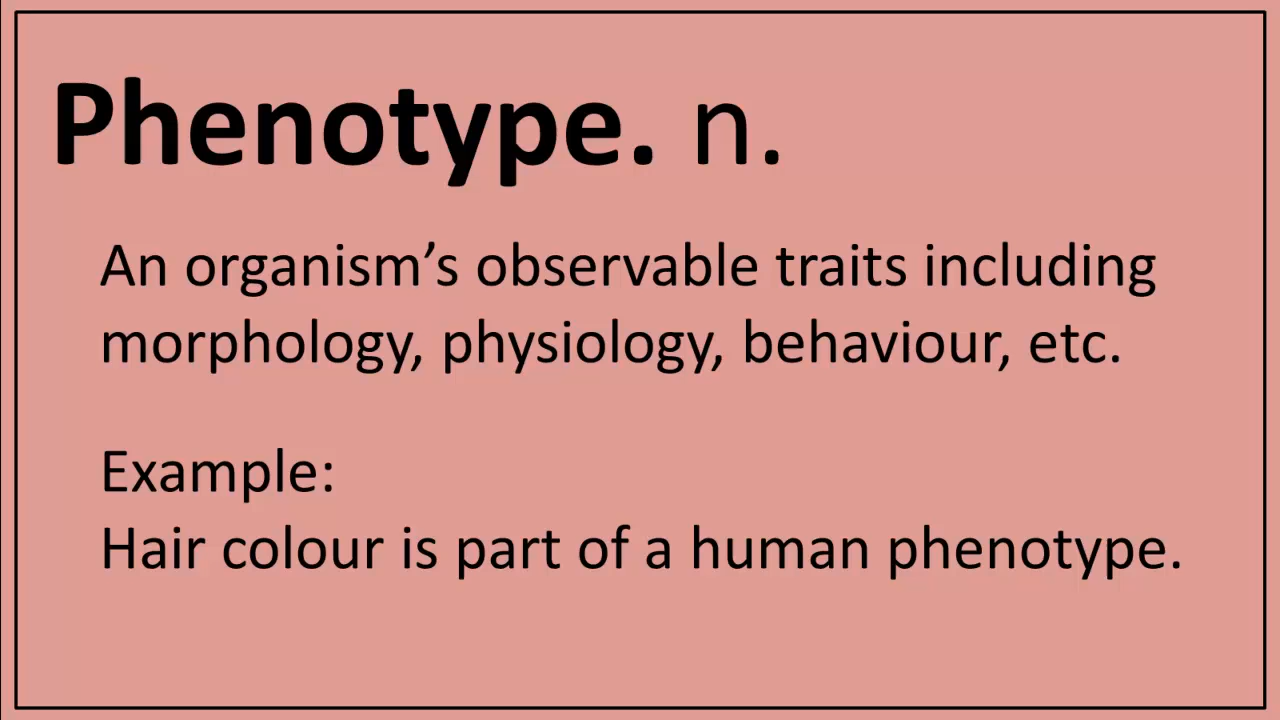 Phenotype. n.
An organism’s observable traits including
morphology, physiology, behaviour, etc.
Example:
Hair colour is part of a human phenotype.